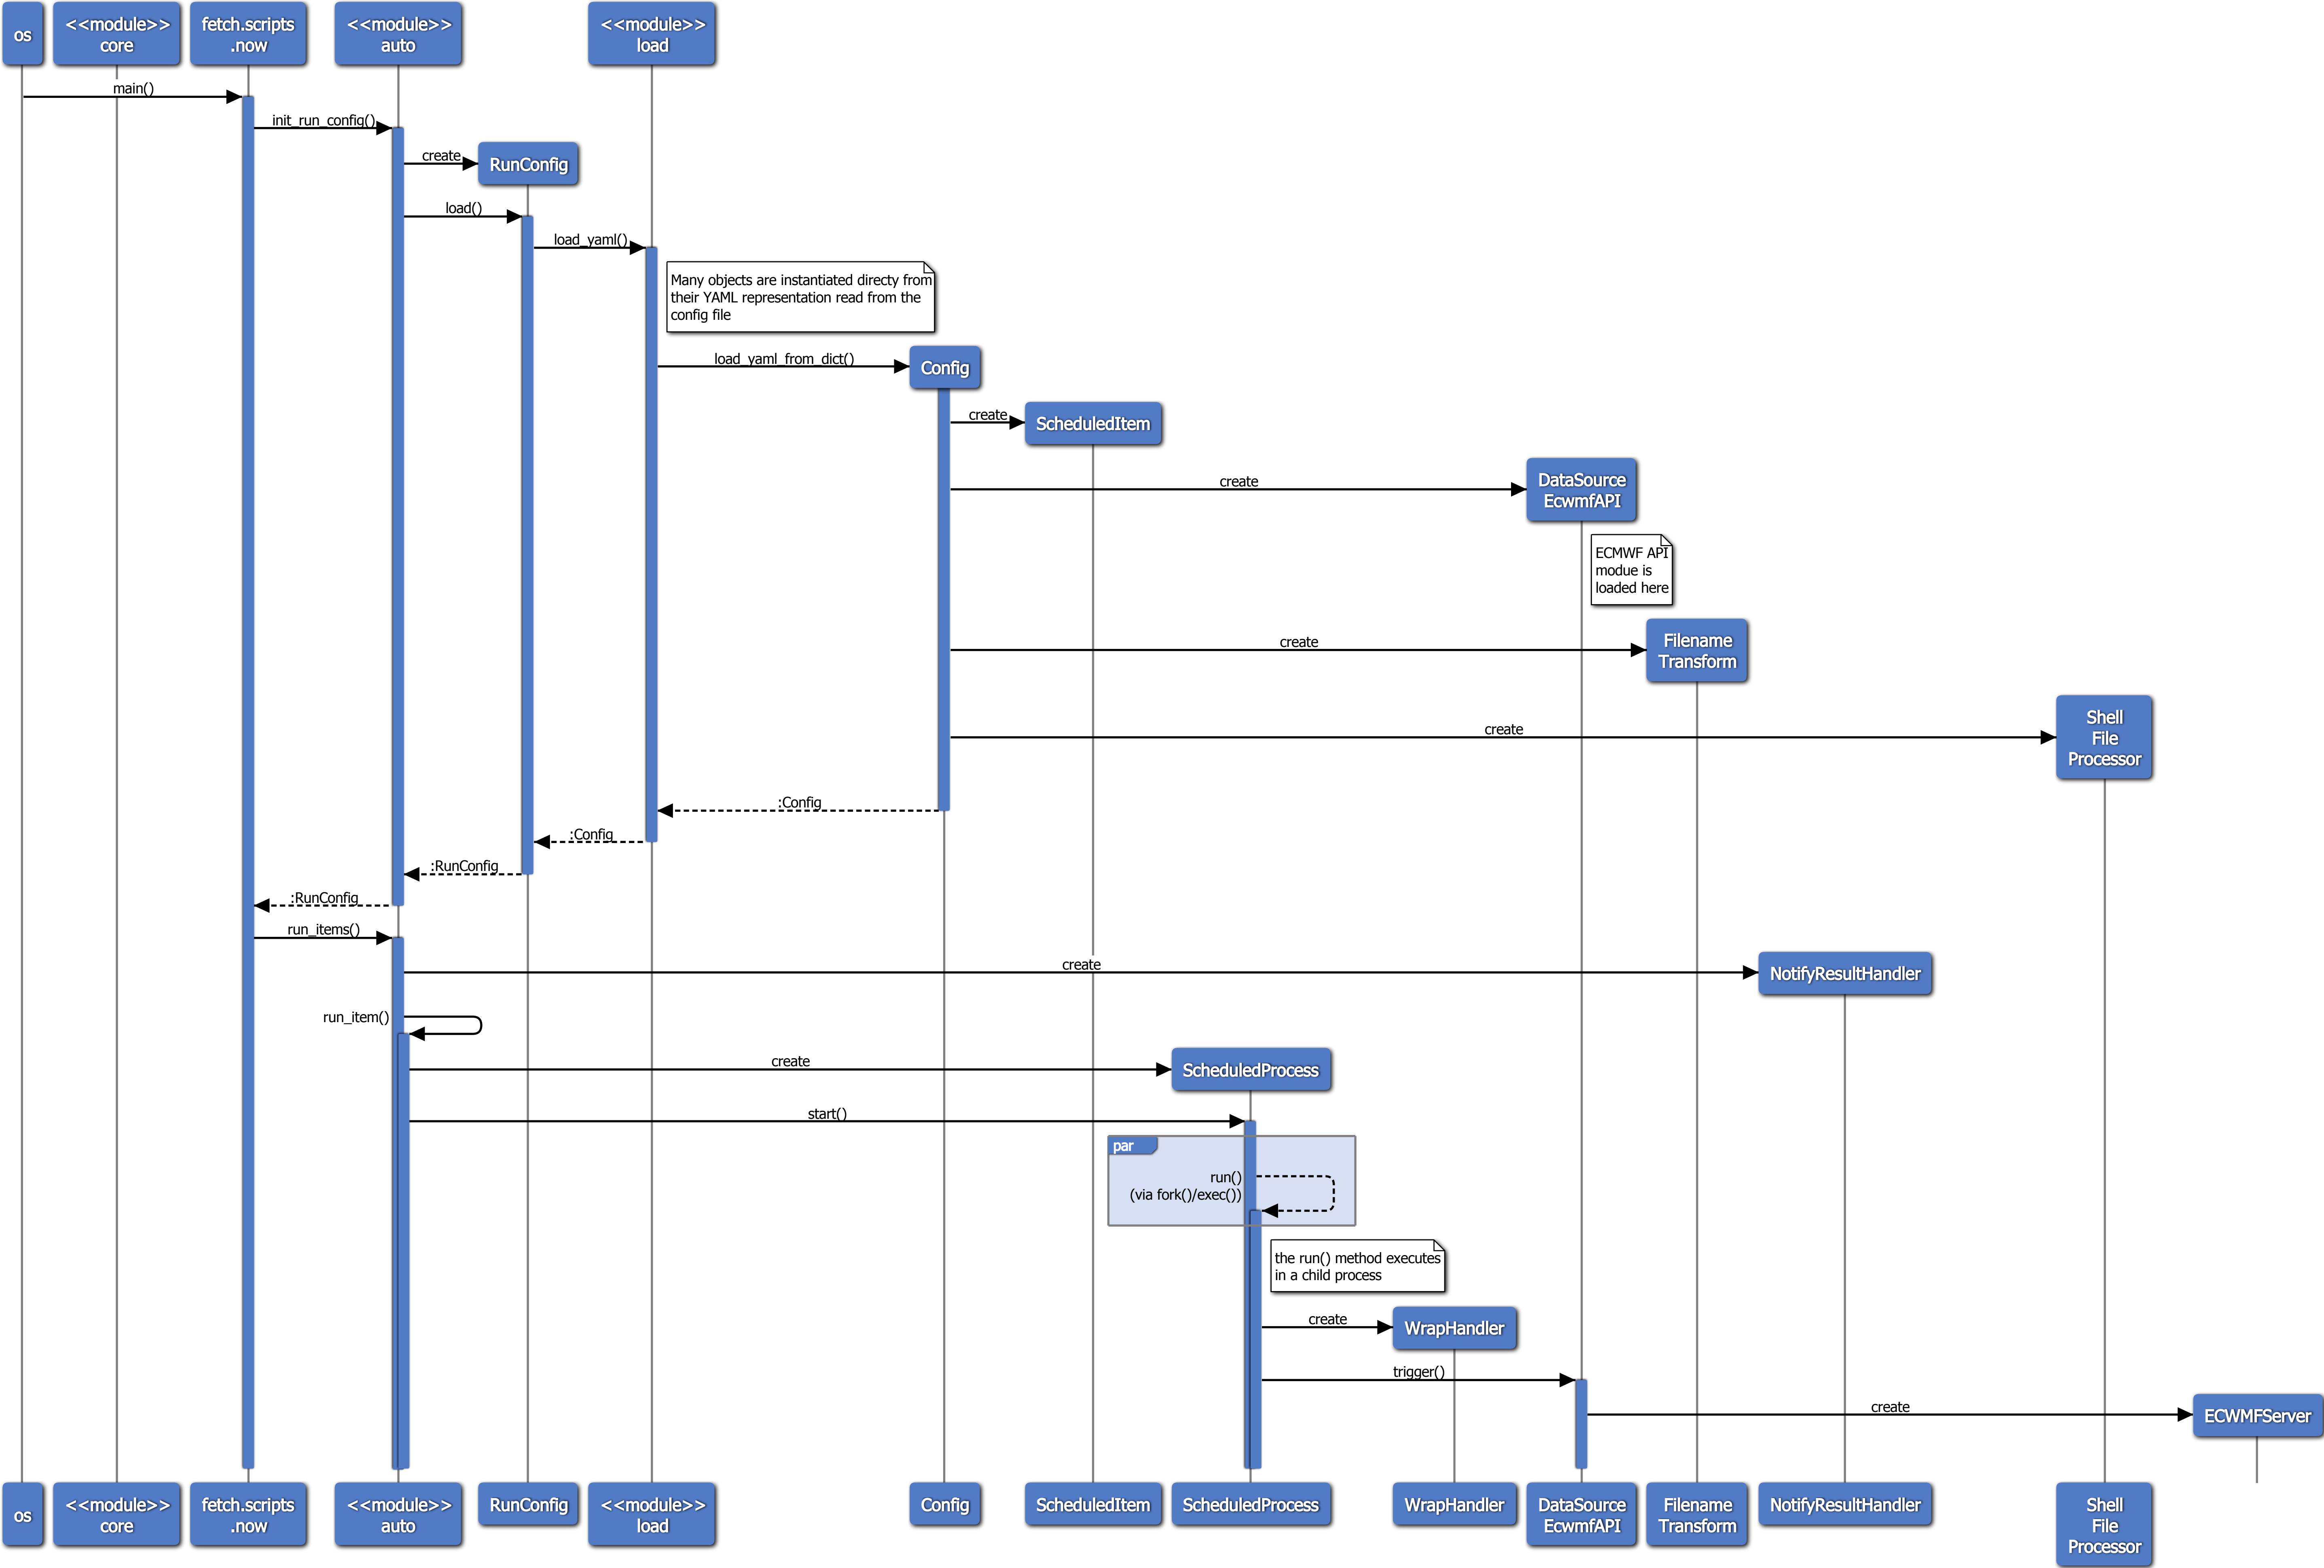 os
<<module>>
core
fetch.scripts
.now
<<module>>
auto
<<module>>
load
main()
init_run_config()
create
RunConfig
load()
load_yaml()
Many objects are instantiated directy from
their YAML representation read from the
config file
load_yaml_from_dict()
Config
create
ScheduledItem
create
DataSource
EcwmfAPI
ECMWF API
modue is
loaded here
create
Filename
Transform
create
Shell
File
Processor
:Config
:Config
:RunConfig
:RunConfig
run_items()
create
NotifyResultHandler
run_item()
create
ScheduledProcess
start()
par
run()
(via fork()/exec())
the run() method executes
in a child process
create
WrapHandler
trigger()
create
ECWMFServer
os
<<module>>
core
fetch.scripts
.now
<<module>>
auto
RunConfig
<<module>>
load
Config
ScheduledItem
ScheduledProcess
WrapHandler
DataSource
EcwmfAPI
Filename
Transform
NotifyResultHandler
Shell
File
Processor